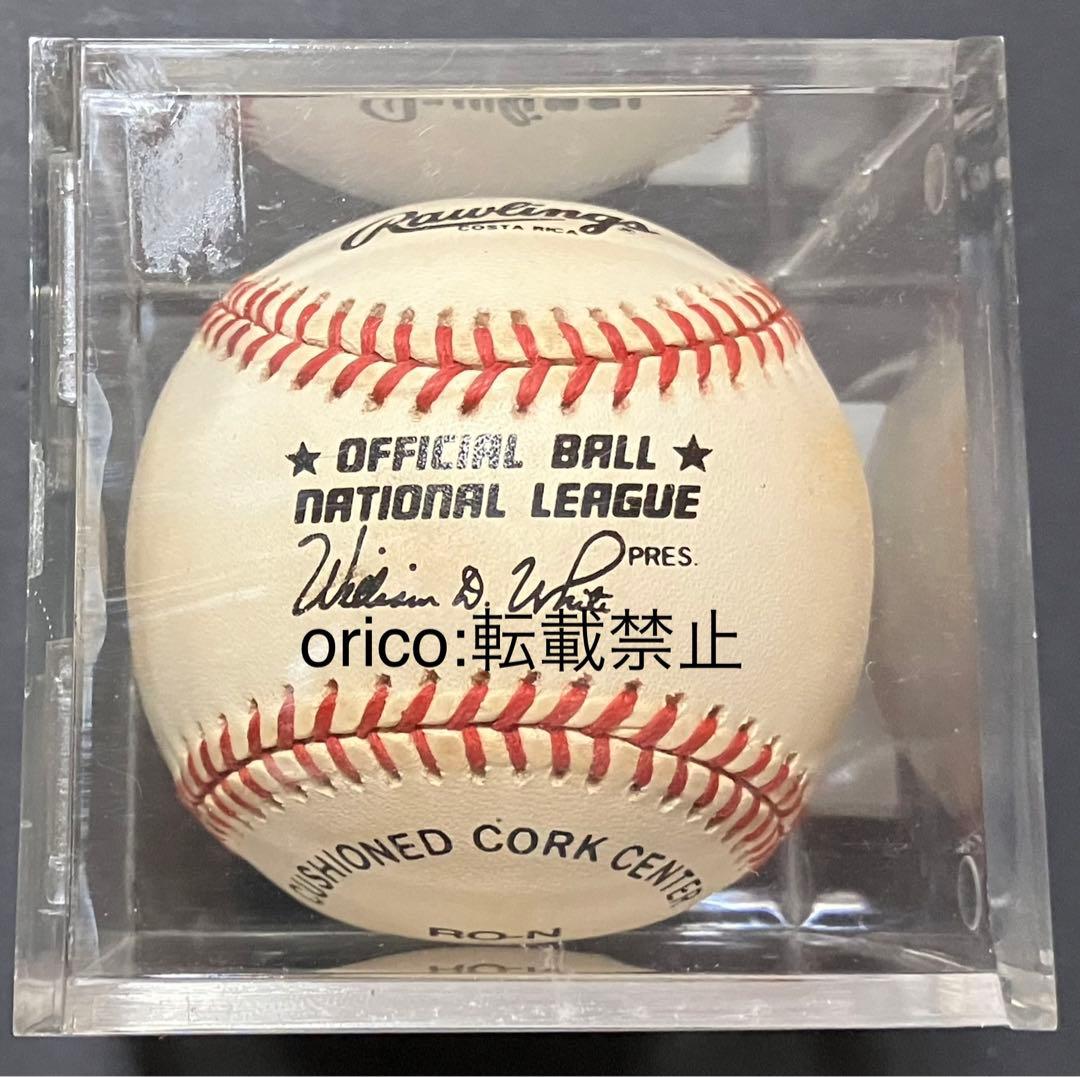 Rawlings
COSTA RICA
★ OFFICIAL BALL ★
NATIONAL LEAGUE
William D. White PRES.
orico:転載禁止
CUSHIONED CORK CENTER
RO-N